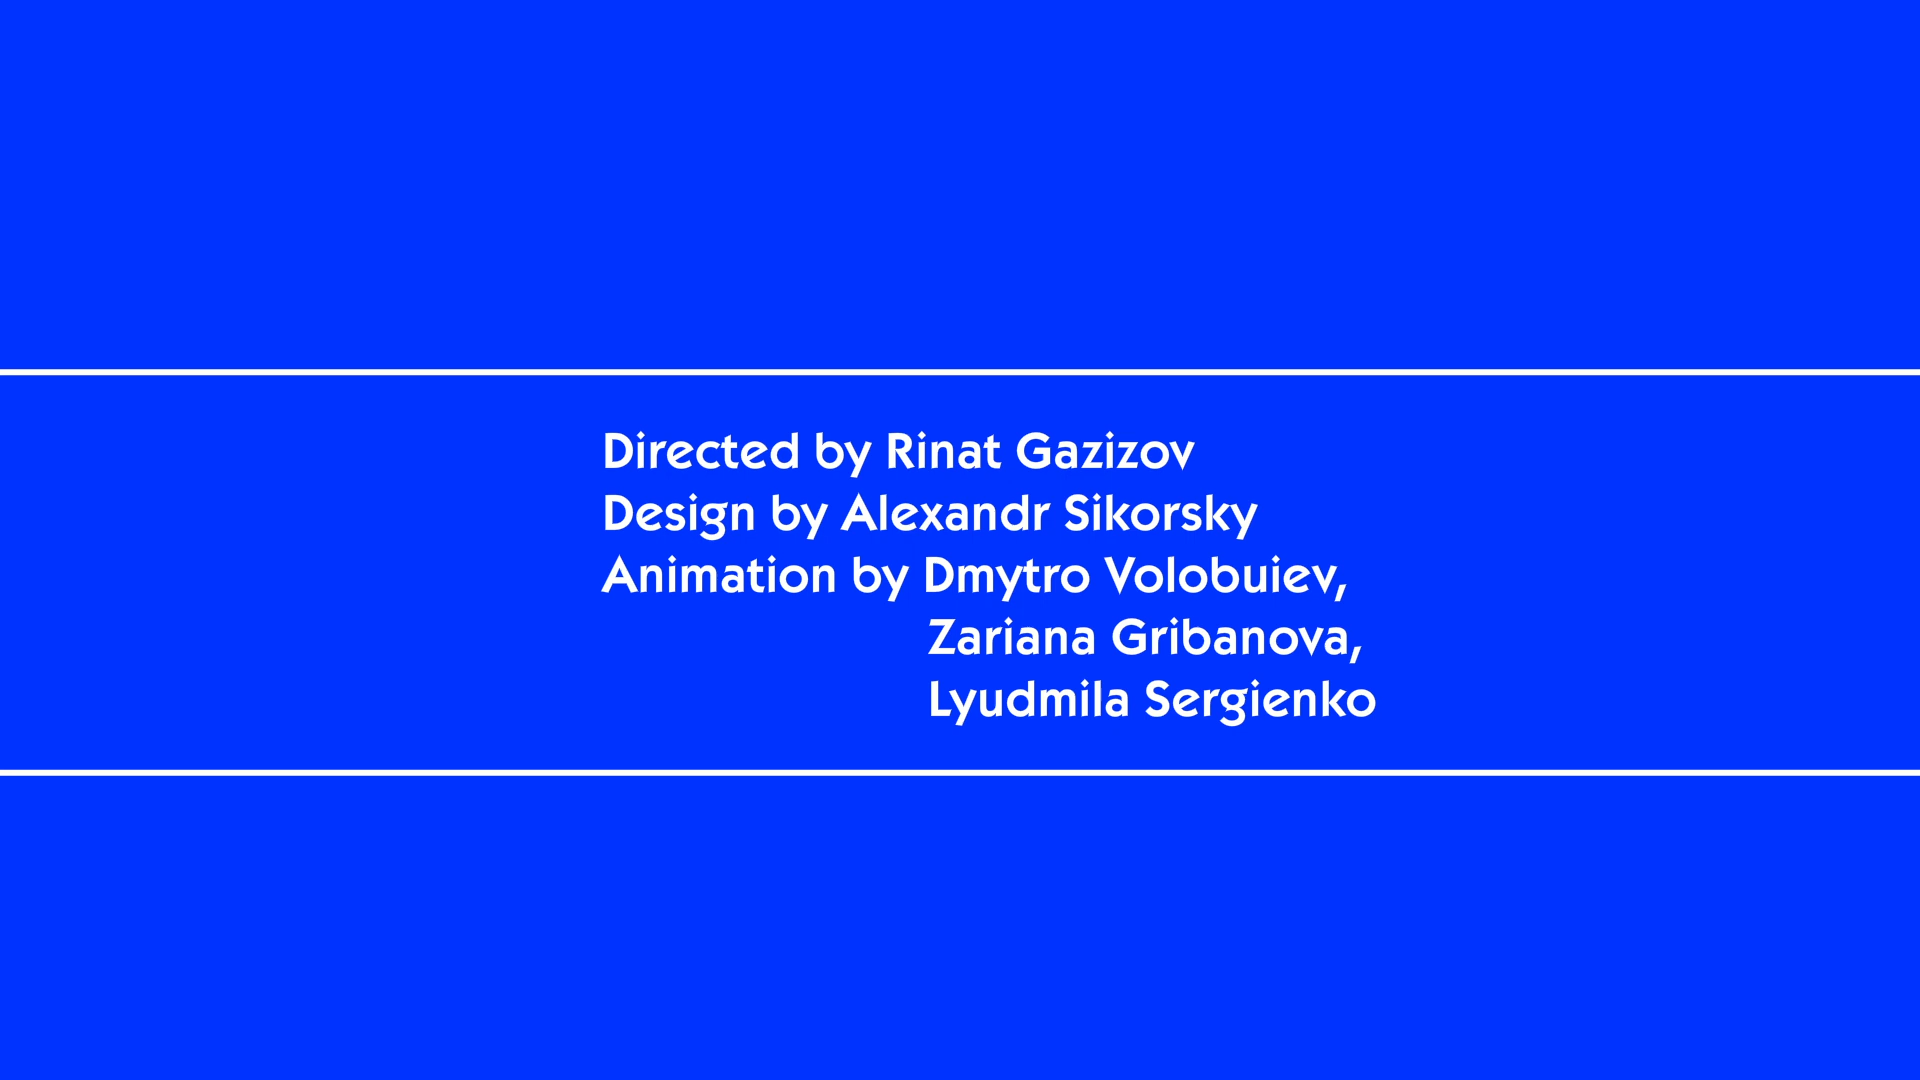 Directed by Rinat Gazizov
Design by Alexandr Sikorsky
Animation by Dmytro Volobuiev,
Zariana Gribanova,
Lyudmila Sergienko